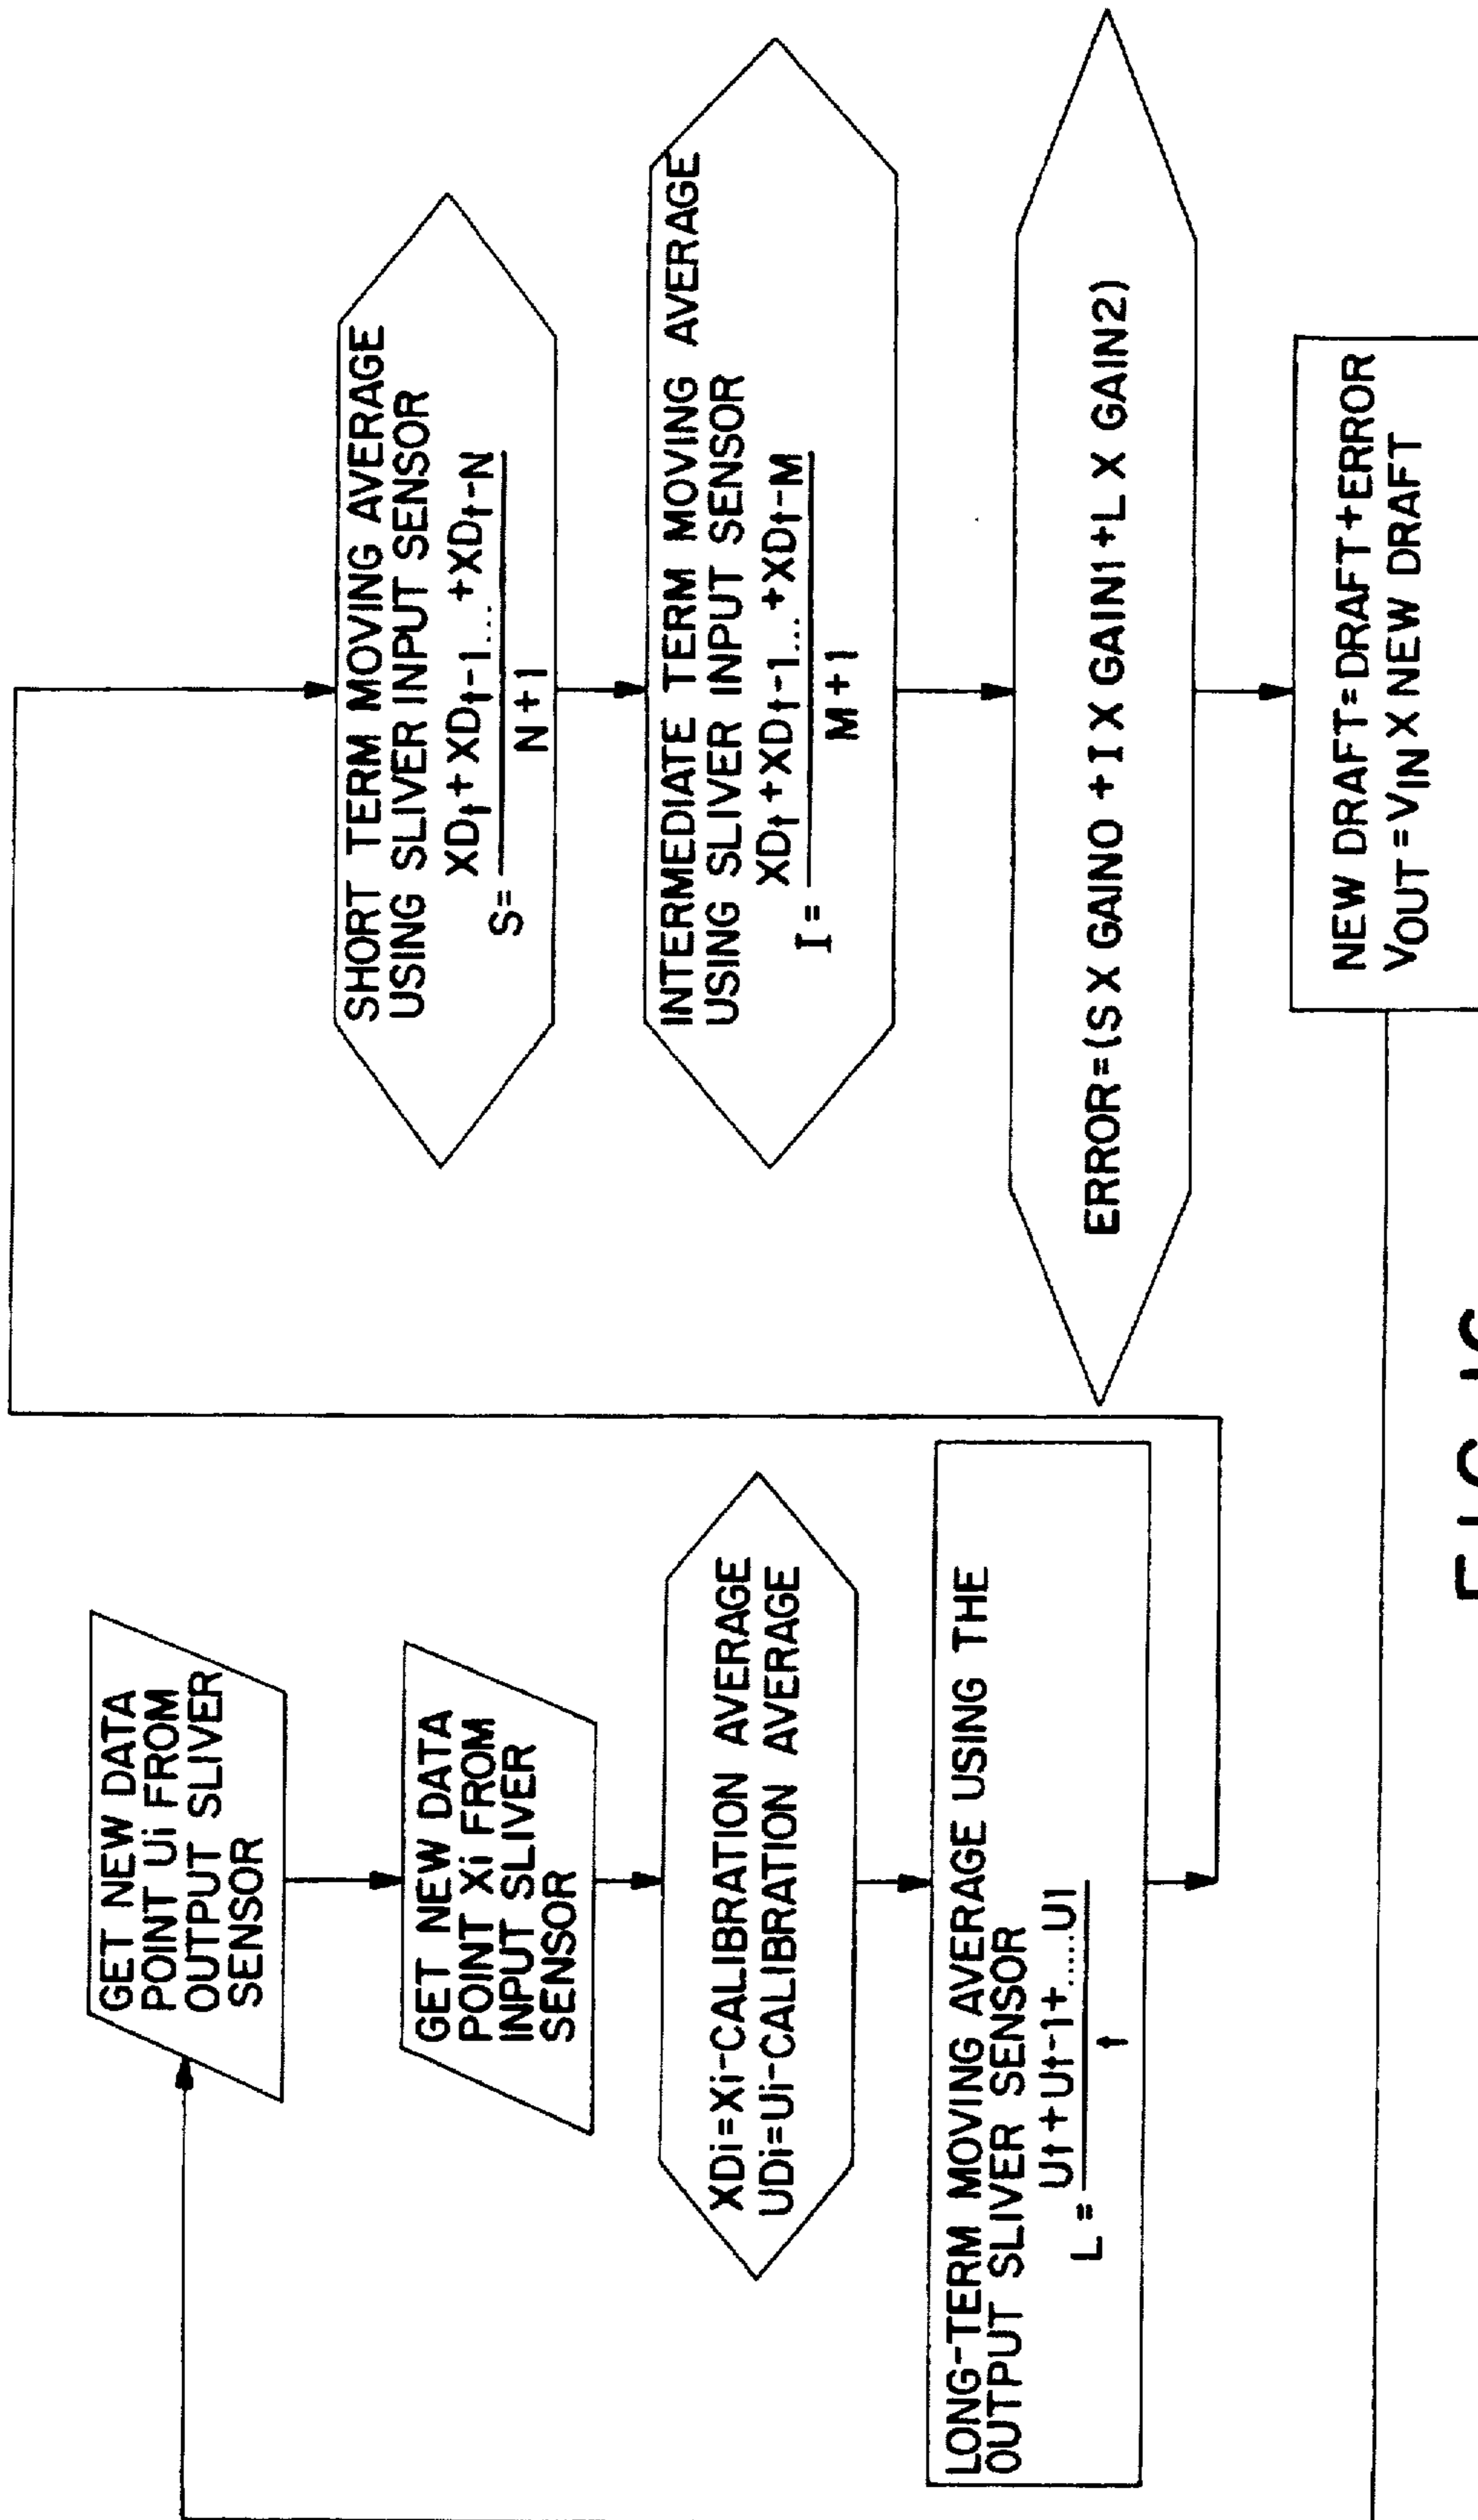 GET NEW DATA
POINT Ui FROM
OUTPUT SLIVER
SENSOR
GET NEW DATA
POINT Xi FROM
INPUT SLIVER
SENSOR
XDi=Xi-CALIBRATION AVERAGE
UDi=Ui-CALIBRATION AVERAGE
LONG-TERM MOVING AVERAGE USING THE
OUTPUT SLIVER SENSOR
Ut+Ut-1+.....U1
L=
t
SHORT TERM MOVING AVERAGE
USING SLIVER INPUT SENSOR
XDt+XDt-1... +XDt-N
S=
N+1
INTERMEDIATE TERM MOVING AVERAGE
USING SLIVER INPUT SENSOR
XDt+XDt-1... +XDt-M
I=
M+1
ERROR=(S X GAINO + I X GAIN1+L X GAIN2)
NEW DRAFT=DRAFT+ERROR
VOUT=VIN X NEW DRAFT